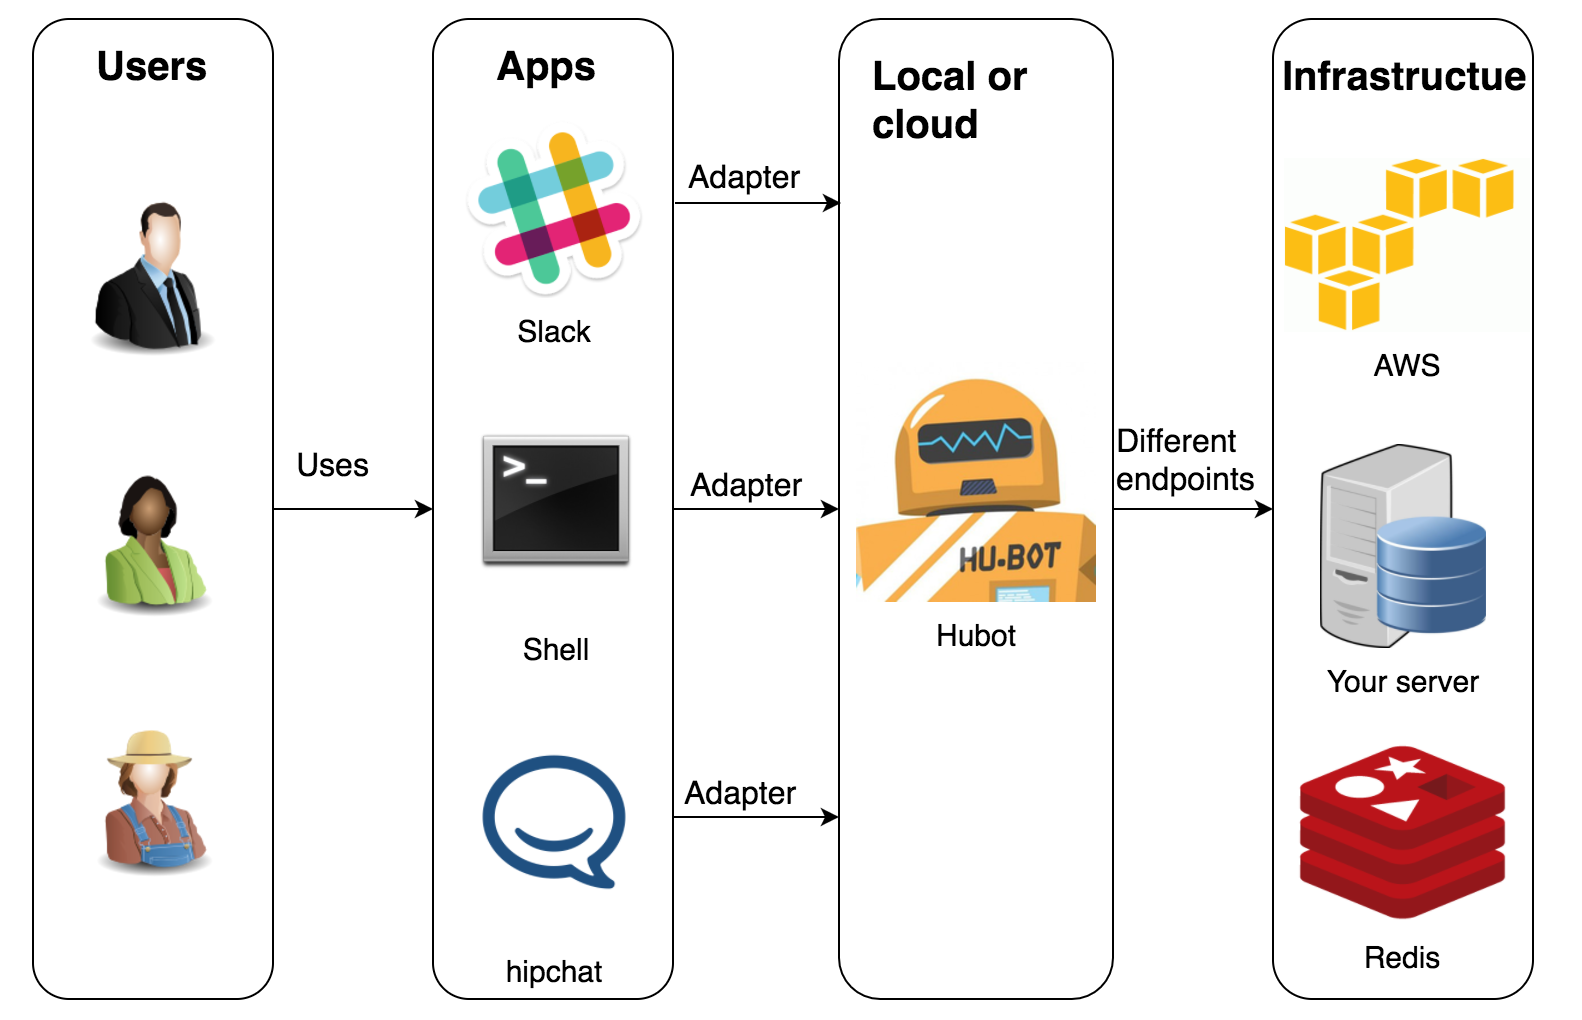 Users
Apps
Local or
cloud
Infrastructue
Adapter
Slack
AWS
Uses
>_
Adapter
Different
endpoints
HU-BOT
Shell
Hubot
Your server
Adapter
hipchat
Redis